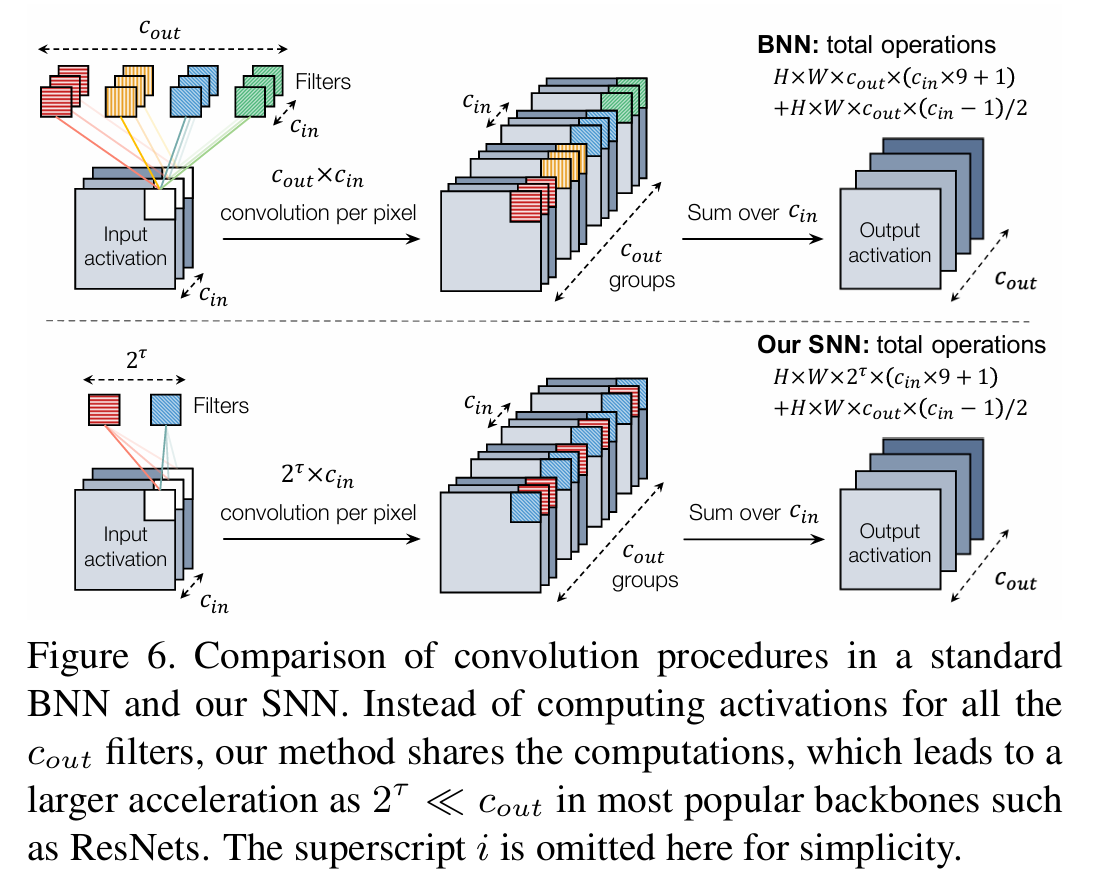 c_out
Filters
c_in
Input
activation
c_in
c_out×c_in
convolution per pixel
c_in
c_out
groups
Sum over c_in
BNN: total operations
H×W×c_out×(c_in×9 + 1)
+H×W×c_out×(c_in − 1)/2
Output
activation
c_out
2^τ
Filters
Input
activation
c_in
2^τ×c_in
convolution per pixel
c_in
c_out
groups
Sum over c_in
Our SNN: total operations
H×W×2^τ×(c_in×9 + 1)
+H×W×c_out×(c_in − 1)/2
Output
activation
c_out
Figure 6. Comparison of convolution procedures in a standard
BNN and our SNN. Instead of computing activations for all the
c_out filters, our method shares the computations, which leads to a
larger acceleration as 2^τ ≪ c_out in most popular backbones such
as ResNets. The superscript i is omitted here for simplicity.